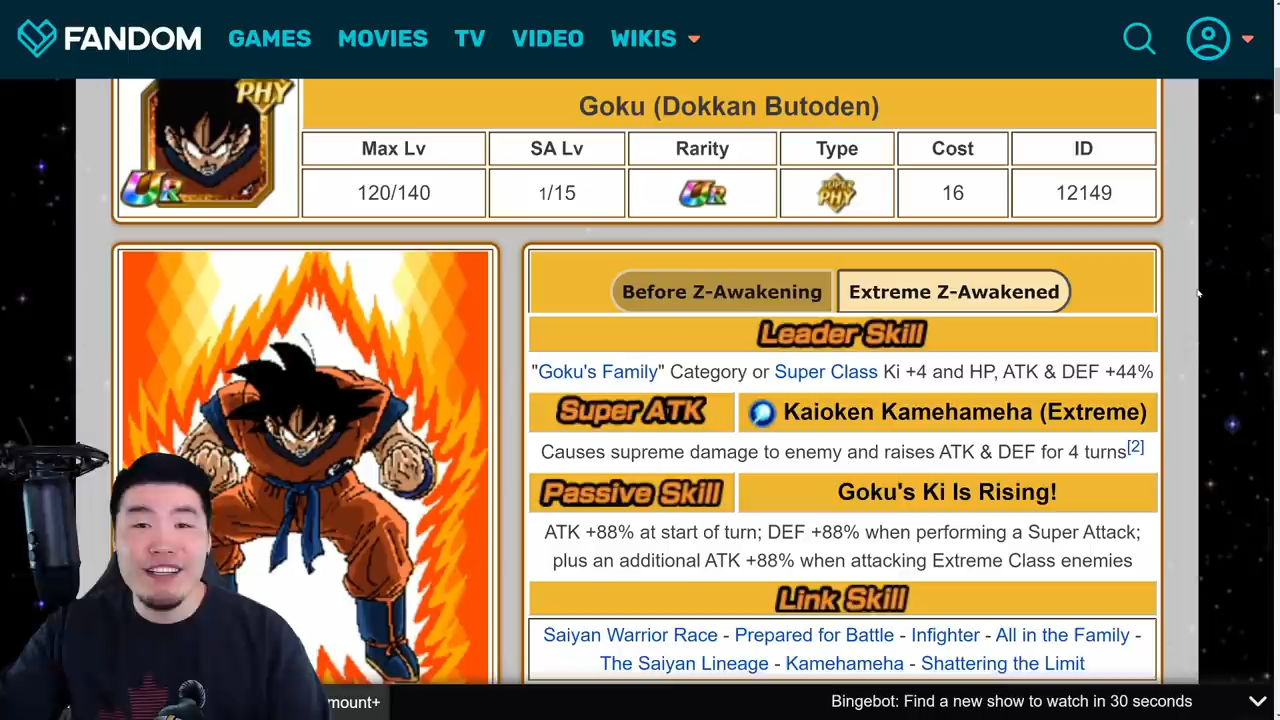 FANDOM GAMES MOVIES TV VIDEO WIKIS
PHY
UR
Goku (Dokkan Butoden)
Max Lv SA Lv Rarity Type Cost ID
120/140 1/15 UR SUPER PHY 16 12149
Before Z-Awakening Extreme Z-Awakened
Leader Skill
"Goku's Family" Category or Super Class Ki +4 and HP, ATK & DEF +44%
Super ATK Kaioken Kamehameha (Extreme)
Causes supreme damage to enemy and raises ATK & DEF for 4 turns[2]
Passive Skill Goku's Ki Is Rising!
ATK +88% at start of turn; DEF +88% when performing a Super Attack;
plus an additional ATK +88% when attacking Extreme Class enemies
Link Skill
Saiyan Warrior Race - Prepared for Battle - Infighter - All in the Family -
The Saiyan Lineage - Kamehameha - Shattering the Limit
mount+ Bingebot: Find a new show to watch in 30 seconds